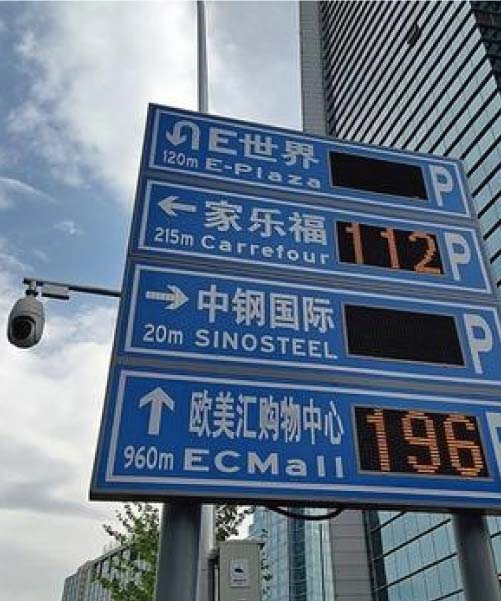 E世界 P
120m E-Plaza
家乐福 112 P
215m Carrefour
中钢国际 P
20m SINOSTEEL
欧美汇购物中心 196
960m ECMall